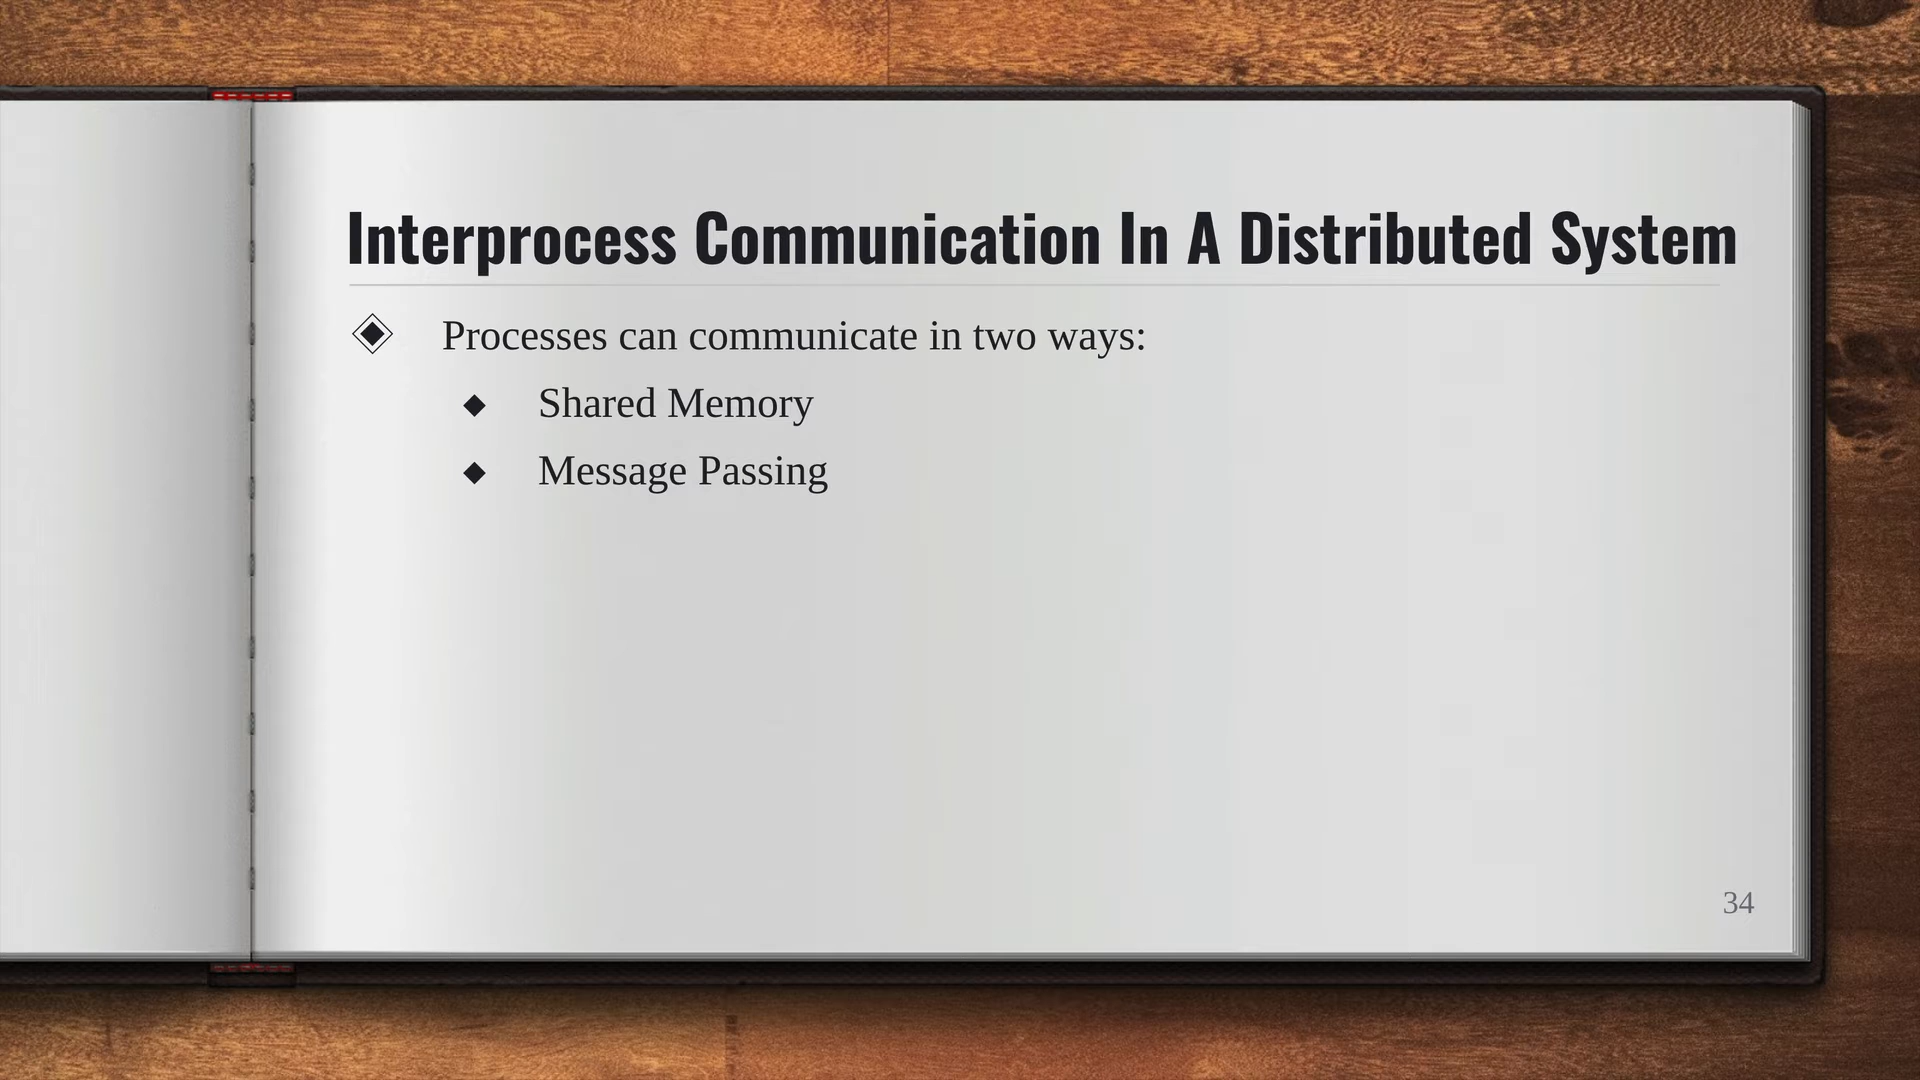 Interprocess Communication In A Distributed System
Processes can communicate in two ways:
Shared Memory
Message Passing
34